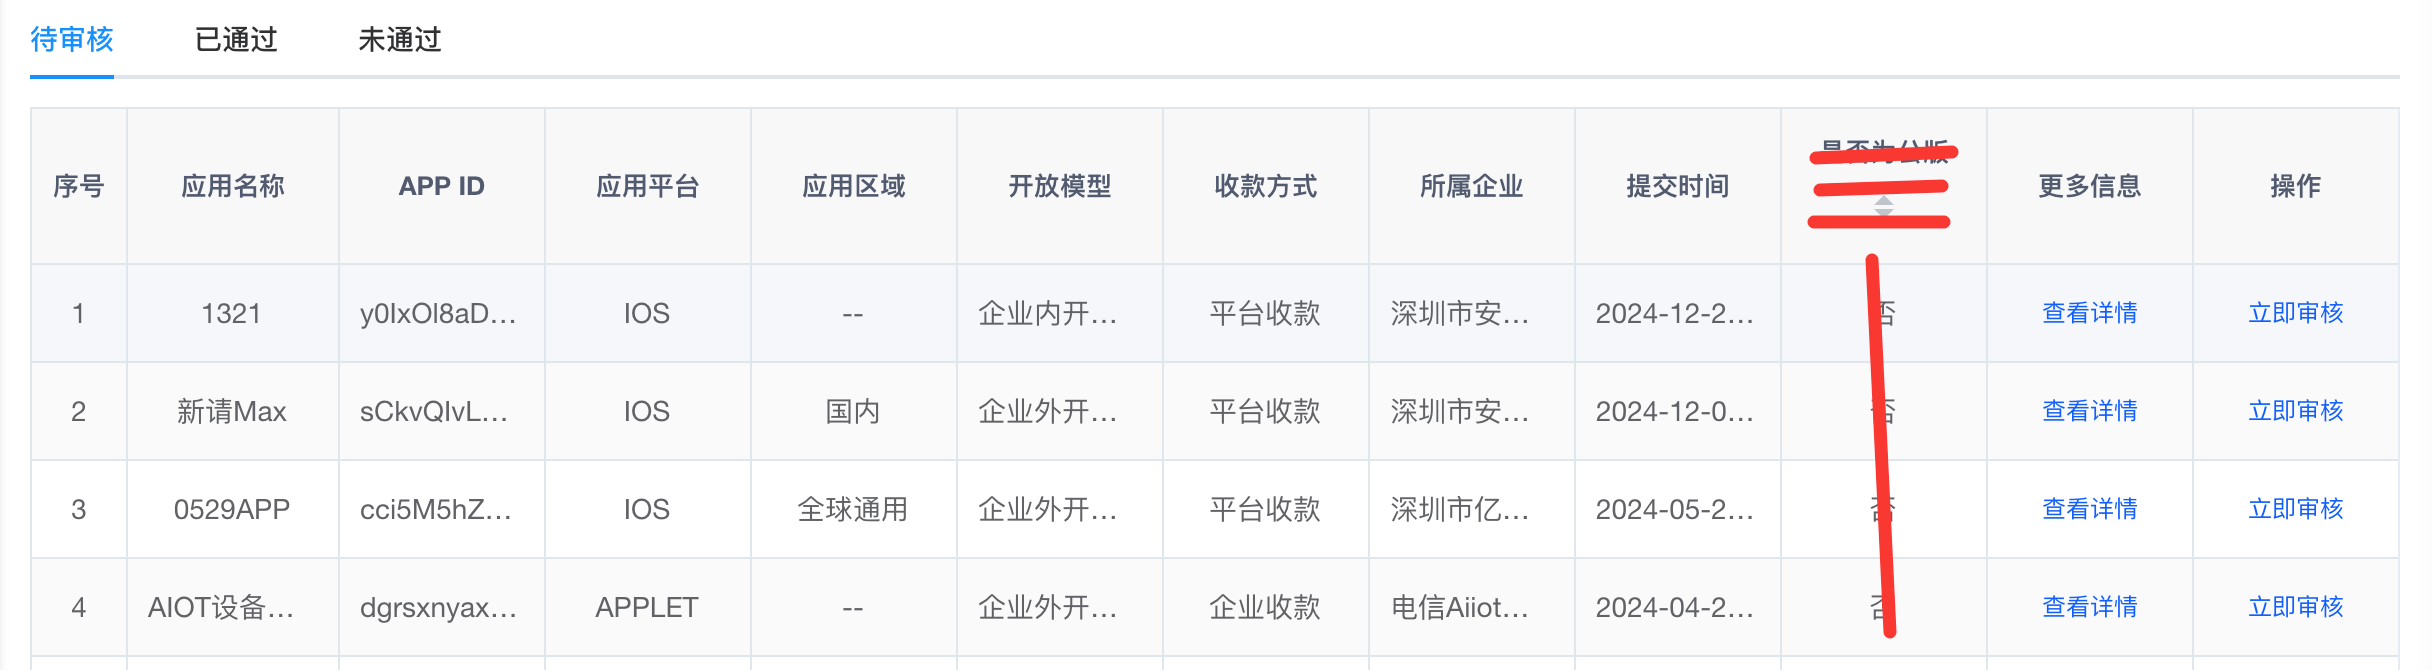 待审核 已通过 未通过
序号 应用名称 APP ID 应用平台 应用区域 开放模型 收款方式 所属企业 提交时间 是否为公版 更多信息 操作
1 1321 y0IxOl8aD... IOS -- 企业内开... 平台收款 深圳市安... 2024-12-2... 否 查看详情 立即审核
2 新请Max sCkvQIvL... IOS 国内 企业外开... 平台收款 深圳市安... 2024-12-0... 否 查看详情 立即审核
3 0529APP cci5M5hZ... IOS 全球通用 企业外开... 平台收款 深圳市亿... 2024-05-2... 否 查看详情 立即审核
4 AIOT设备... dgrsxnyax... APPLET -- 企业外开... 企业收款 电信Aiiot... 2024-04-2... 否 查看详情 立即审核